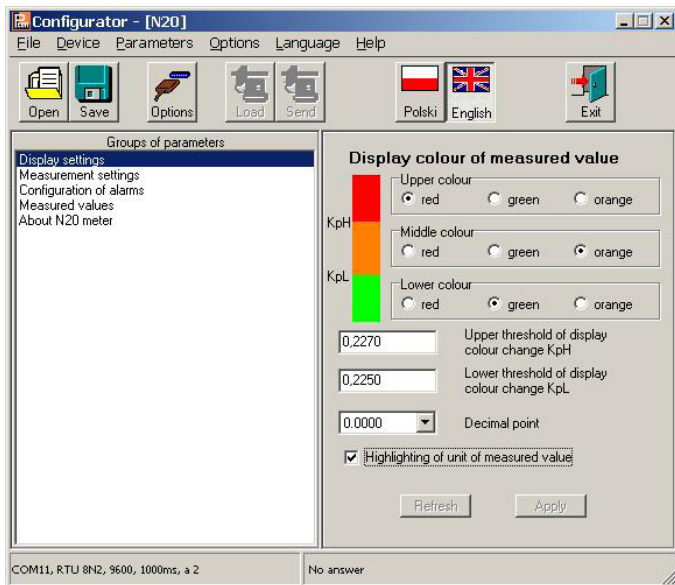 Configurator - [N20]
File Device Parameters Options Language Help
Open Save Options Load Send Polski English Exit
Groups of parameters
Display settings
Measurement settings
Configuration of alarms
Measured values
About N20 meter
Display colour of measured value
Upper colour
red green orange
KpH
Middle colour
red green orange
KpL
Lower colour
red green orange
0,2270 Upper threshold of display
colour change KpH
0,2250 Lower threshold of display
colour change KpL
0.0000 Decimal point
Highlighting of unit of measured value
Refresh Apply
COM11, RTU 8N2, 9600, 1000ms, a 2 No answer